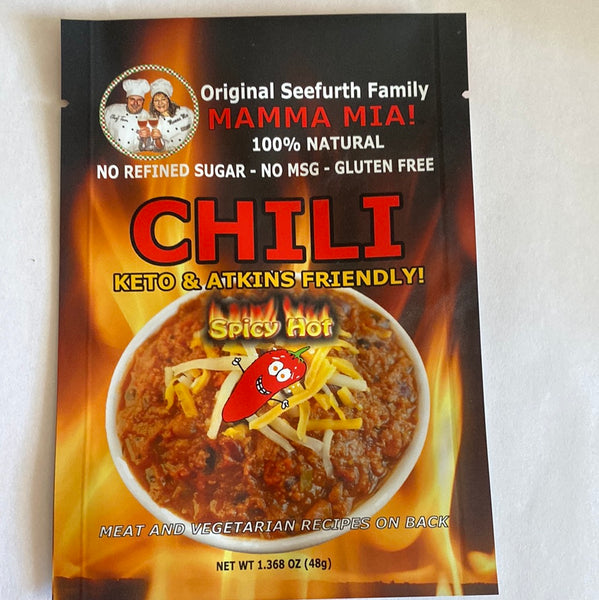 Original Seefurth Family
MAMMA MIA!
100% NATURAL
NO REFINED SUGAR - NO MSG - GLUTEN FREE
CHILI
KETO & ATKINS FRIENDLY!
Spicy Hot
MEAT AND VEGETARIAN RECIPES ON BACK
NET WT 1.368 OZ (48g)